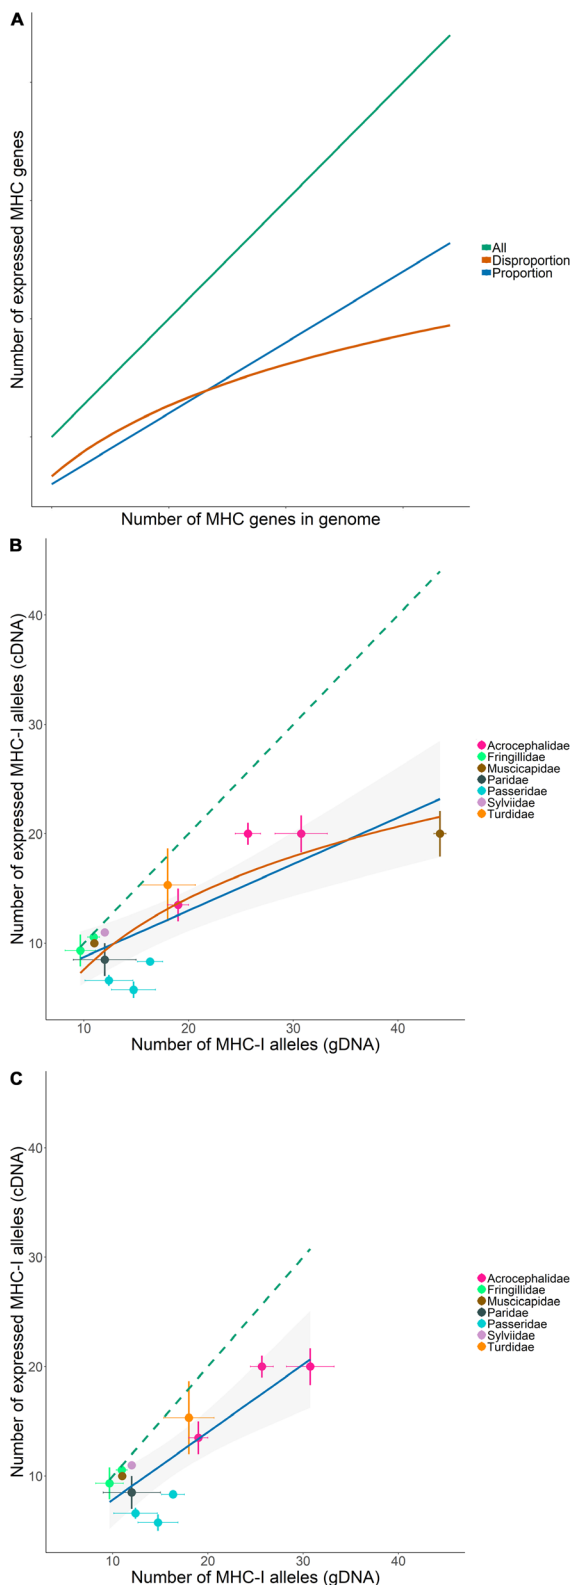 A
Number of expressed MHC genes
All
Disproportion
Proportion
Number of MHC genes in genome
B
Number of expressed MHC-I alleles (cDNA)
40
30
20
10
Acrocephalidae
Fringillidae
Muscicapidae
Paridae
Passeridae
Sylviidae
Turdidae
10 20 30 40
Number of MHC-I alleles (gDNA)
C
Number of expressed MHC-I alleles (cDNA)
40
30
20
10
Acrocephalidae
Fringillidae
Muscicapidae
Paridae
Passeridae
Sylviidae
Turdidae
10 20 30 40
Number of MHC-I alleles (gDNA)